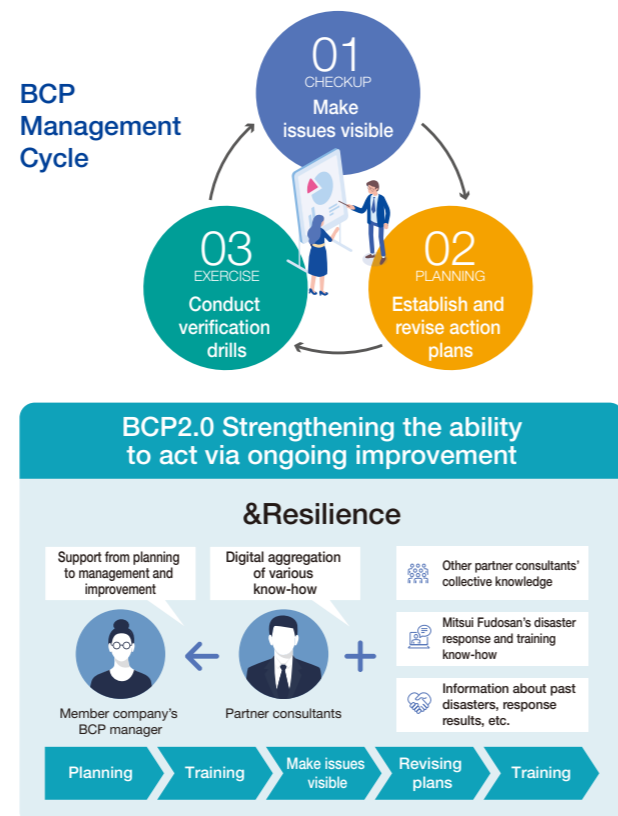 BCP
Management
Cycle
01
CHECKUP
Make
issues visible
02
PLANNING
Establish and
revise action
plans
03
EXERCISE
Conduct
verification
drills
BCP2.0 Strengthening the ability
to act via ongoing improvement
&Resilience
Support from planning
to management and
improvement
Digital aggregation
of various
know-how
Other partner consultants'
collective knowledge
Mitsui Fudosan's disaster
response and training
know-how
Information about past
disasters, response
results, etc.
Member company's
BCP manager
Partner consultants
Planning
Training
Make issues
visible
Revising
plans
Training